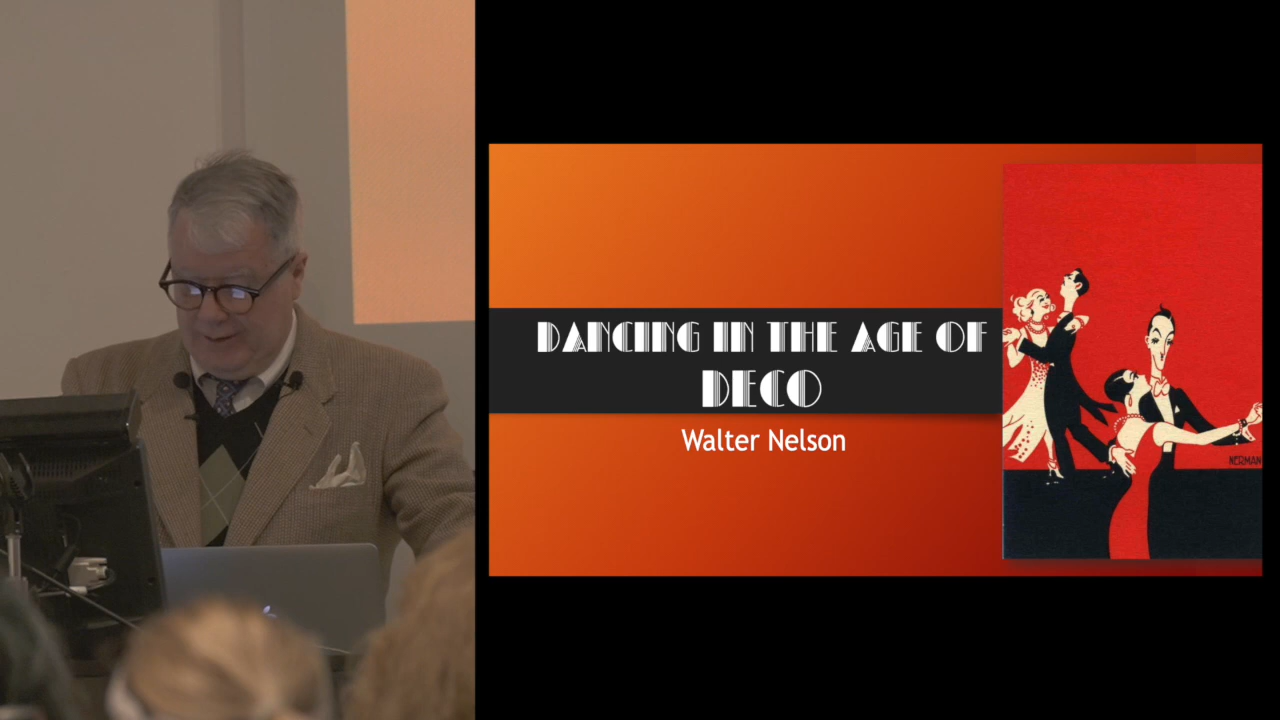 DANCING IN THE AGE OF
DECO
Walter Nelson
NERMAN